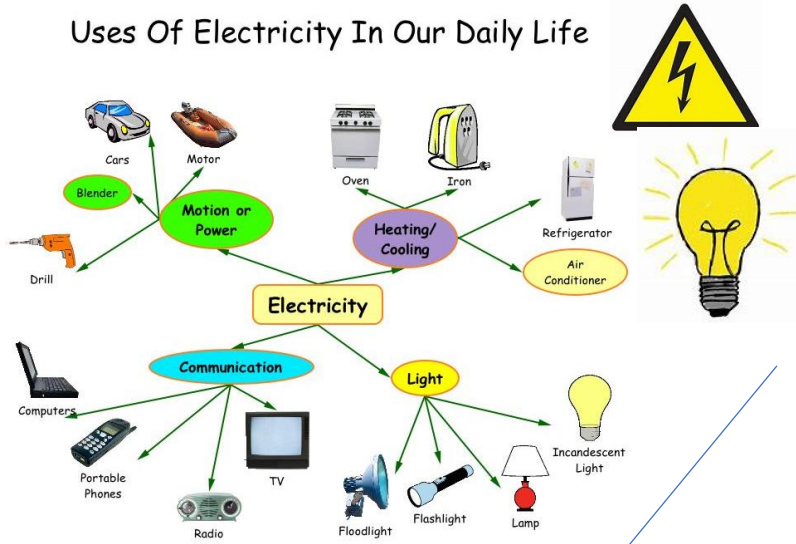 Uses Of Electricity In Our Daily Life
Cars
Motor
Blender
Motion or
Power
Drill
Oven
Iron
Heating/
Cooling
Refrigerator
Air
Conditioner
Electricity
Communication
Computers
Portable
Phones
Radio
TV
Light
Floodlight
Flashlight
Lamp
Incandescent
Light